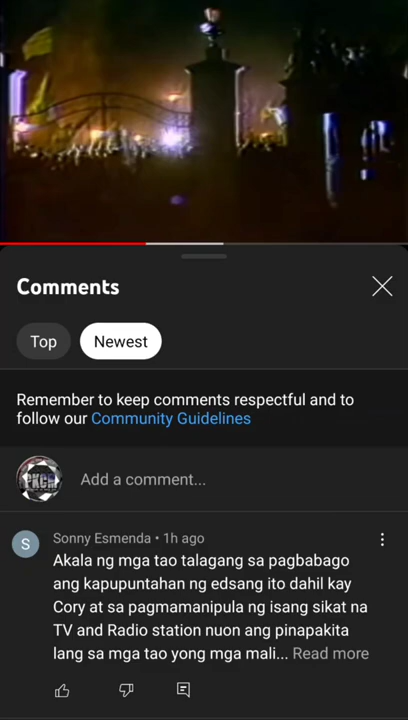 Comments
Top
Newest
Remember to keep comments respectful and to
follow our Community Guidelines
PKCM
Add a comment...
S
Sonny Esmenda • 1h ago
Akala ng mga tao talagang sa pagbabago
ang kapupuntahan ng edsang ito dahil kay
Cory at sa pagmamanipula ng isang sikat na
TV and Radio station nuon ang pinapakita
lang sa mga tao yong mga mali... Read more